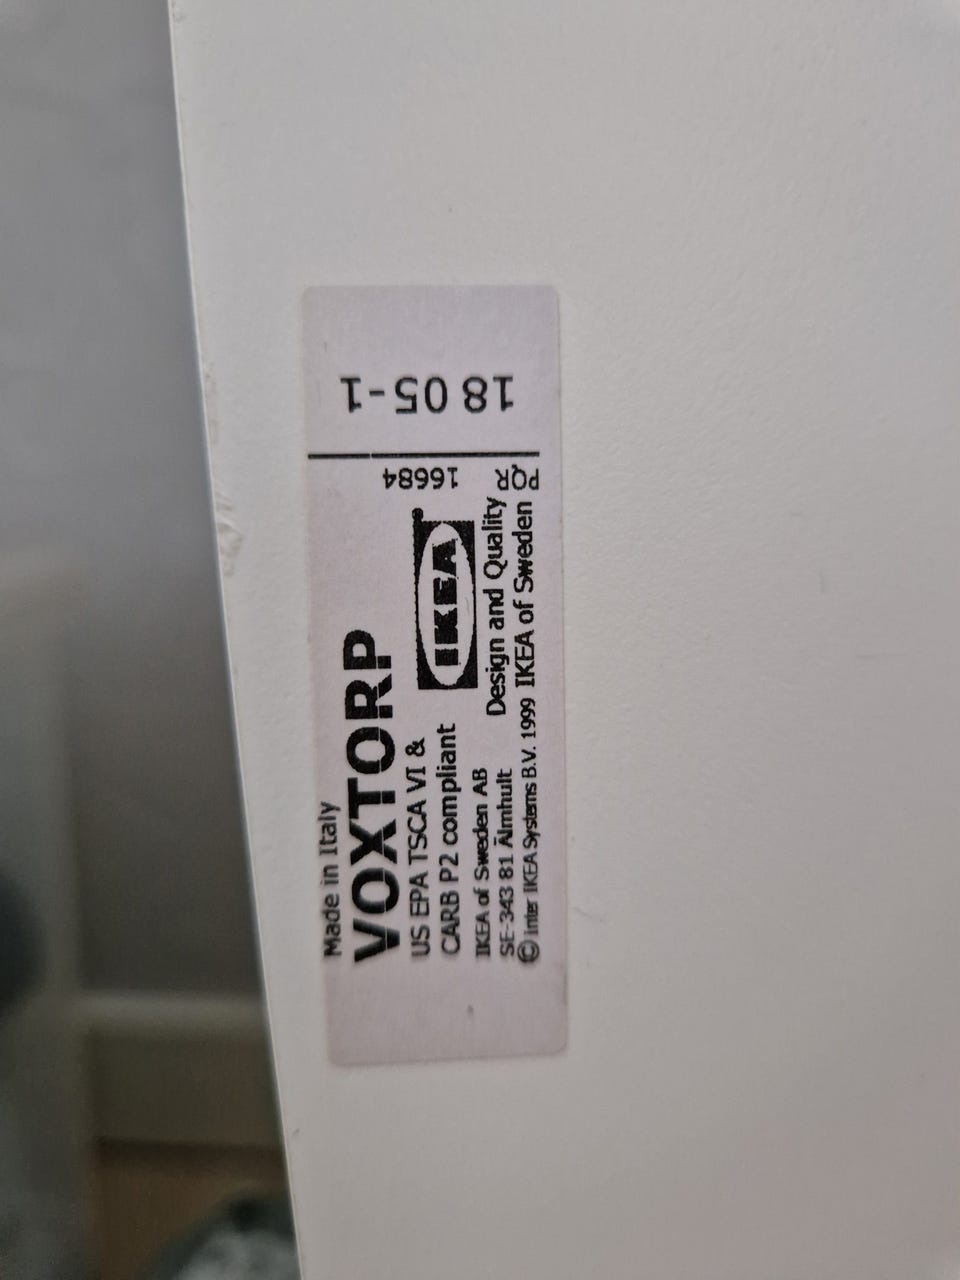 Made in Italy
VOXTORP
US EPA TSCA VI &
CARB P2 compliant
IKEA
IKEA of Sweden AB
SE-343 81 Älmhult
Design and Quality
© Inter IKEA Systems B.V. 1999 IKEA of Sweden
16684
PQR
18 05-1